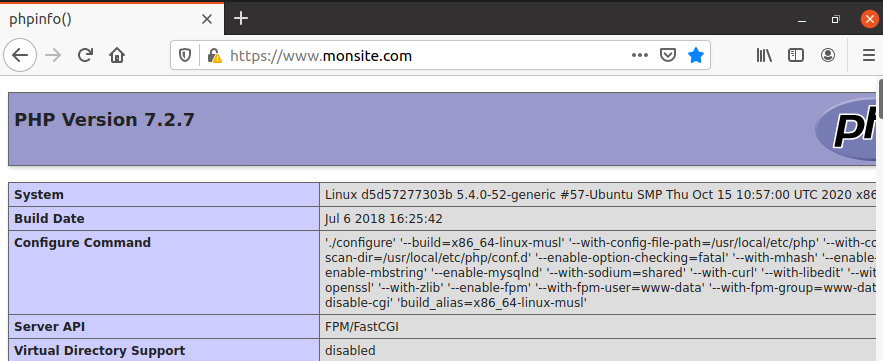 phpinfo()
https://www.monsite.com
PHP Version 7.2.7
System
Linux d5d57277303b 5.4.0-52-generic #57-Ubuntu SMP Thu Oct 15 10:57:00 UTC 2020 x86
Build Date
Jul 6 2018 16:25:42
Configure Command
'./configure' '--build=x86_64-linux-musl' '--with-config-file-path=/usr/local/etc/php' '--with-co
scan-dir=/usr/local/etc/php/conf.d' '--enable-option-checking=fatal' '--with-mhash' '--enable-
enable-mbstring' '--enable-mysqlnd' '--with-sodium=shared' '--with-curl' '--with-libedit' '--wit
openssl' '--with-zlib' '--enable-fpm' '--with-fpm-user=www-data' '--with-fpm-group=www-dat
disable-cgi' 'build_alias=x86_64-linux-musl'
Server API
FPM/FastCGI
Virtual Directory Support
disabled